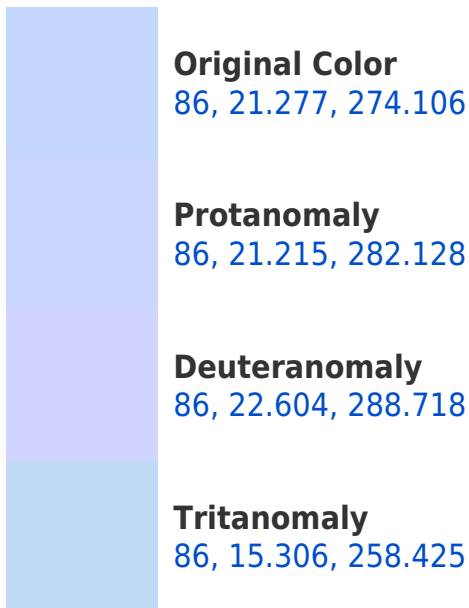 Original Color
86, 21.277, 274.106
Protanomaly
86, 21.215, 282.128
Deuteranomaly
86, 22.604, 288.718
Tritanomaly
86, 15.306, 258.425